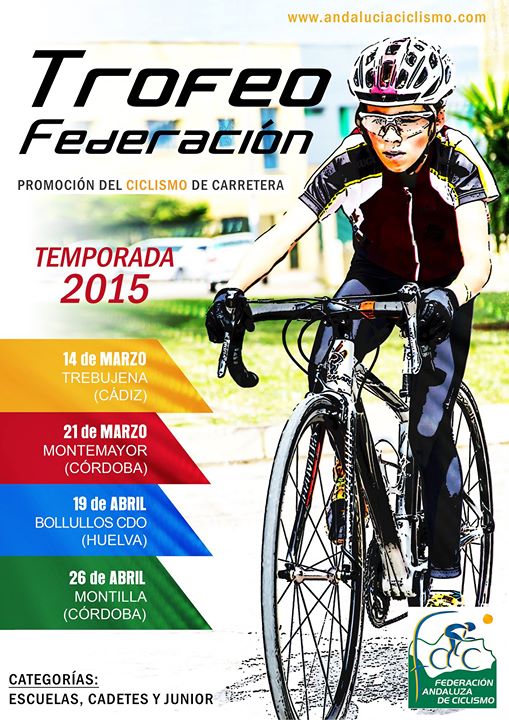 www.andaluciaciclismo.com
Trofeo
Federación
PROMOCIÓN DEL CICLISMO DE CARRETERA
TEMPORADA
2015
14 de MARZO
TREBUJENA
(CÁDIZ)
21 de MARZO
MONTEMAYOR
(CÓRDOBA)
19 de ABRIL
BOLLULLOS CDO
(HUELVA)
26 de ABRIL
MONTILLA
(CÓRDOBA)
CATEGORÍAS:
ESCUELAS, CADETES Y JUNIOR
FEDERACIÓN
ANDALUZA
DE CICLISMO